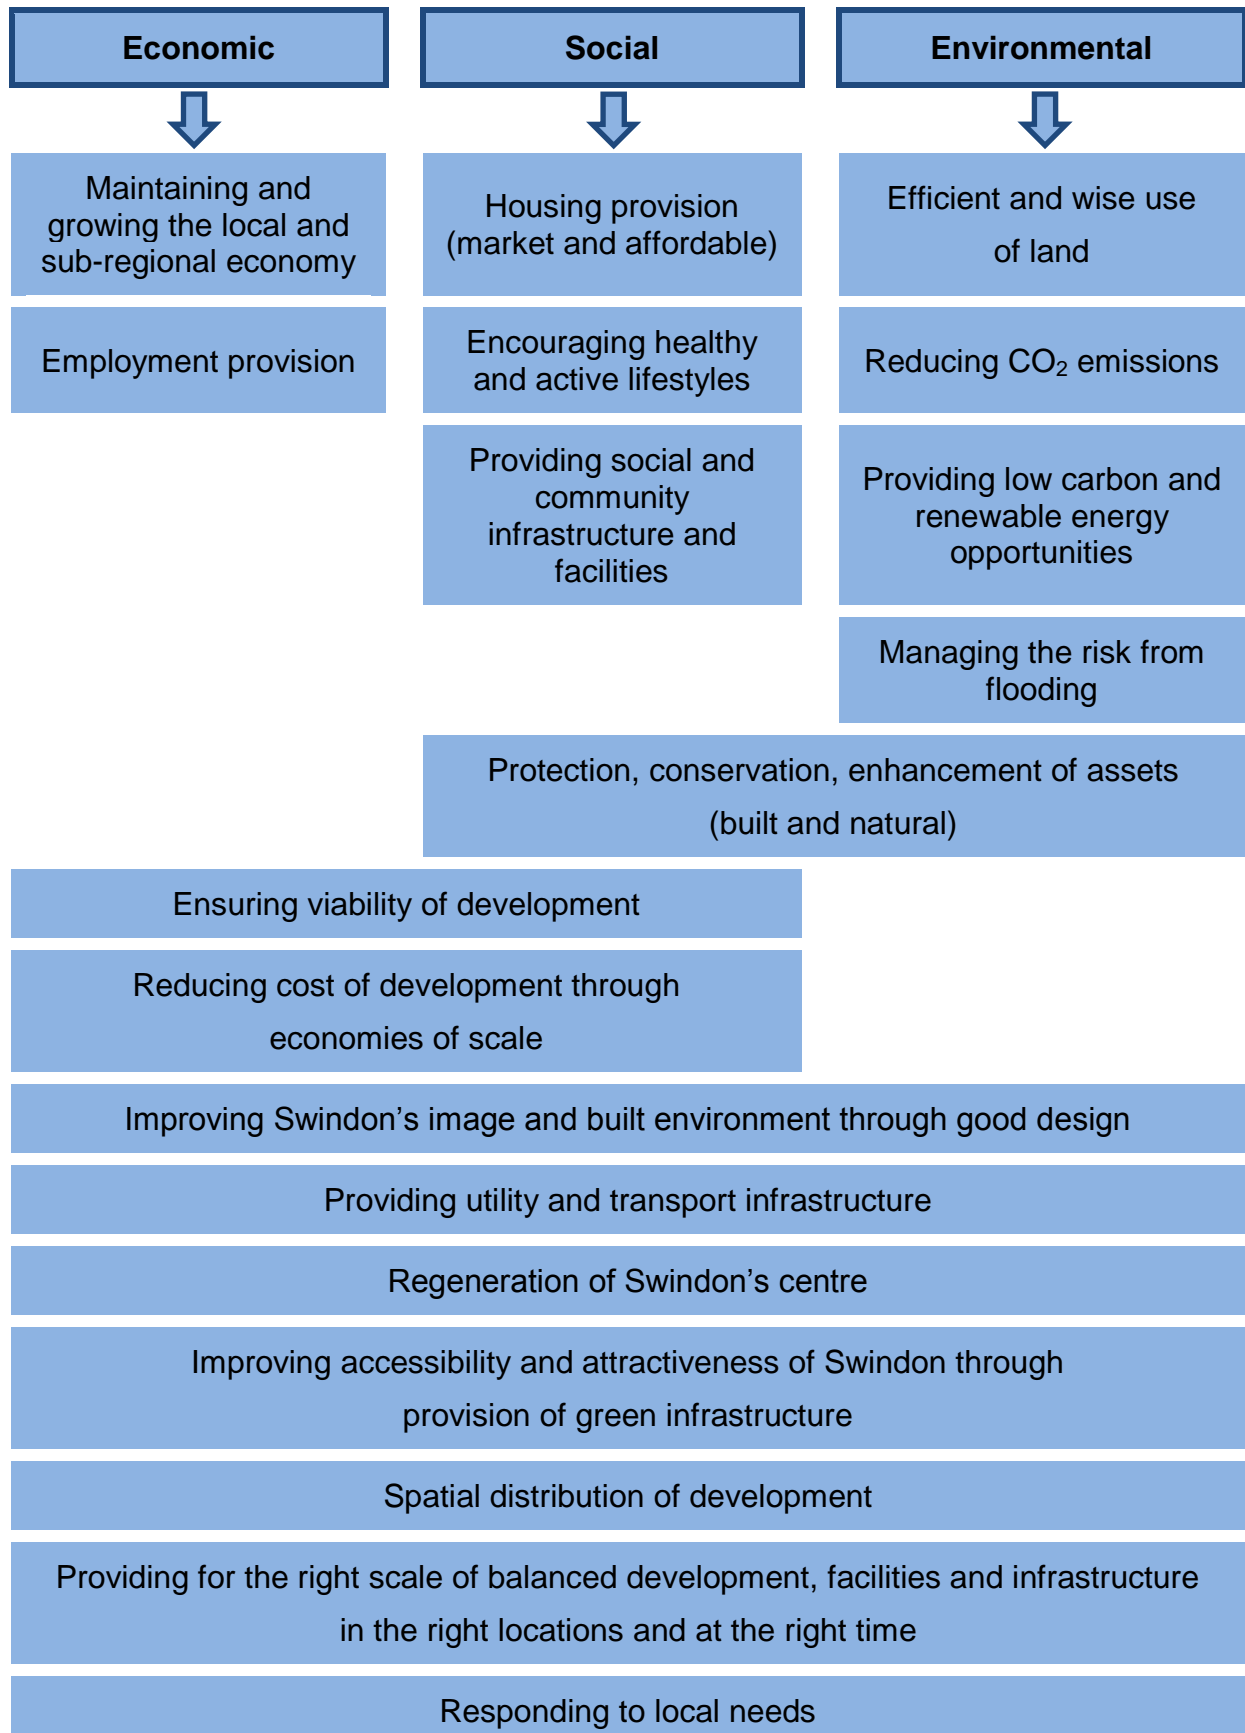 Economic
Social
Environmental
Maintaining and
growing the local and
sub-regional economy
Housing provision
(market and affordable)
Efficient and wise use
of land
Employment provision
Encouraging healthy
and active lifestyles
Reducing CO₂ emissions
Providing social and
community
infrastructure and
facilities
Providing low carbon and
renewable energy
opportunities
Managing the risk from
flooding
Protection, conservation, enhancement of assets
(built and natural)
Ensuring viability of development
Reducing cost of development through
economies of scale
Improving Swindon’s image and built environment through good design
Providing utility and transport infrastructure
Regeneration of Swindon’s centre
Improving accessibility and attractiveness of Swindon through
provision of green infrastructure
Spatial distribution of development
Providing for the right scale of balanced development, facilities and infrastructure
in the right locations and at the right time
Responding to local needs